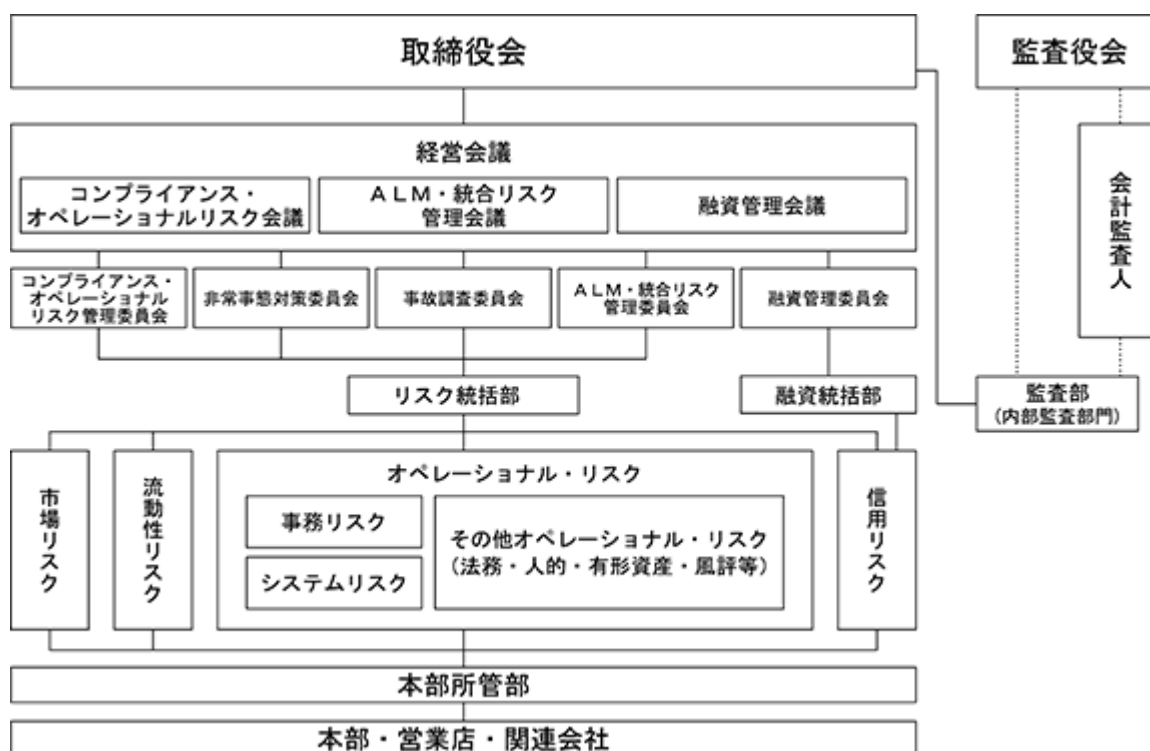 取締役会
監査役会
経営会議
コンプライアンス・
オペレーショナルリスク会議
ALM・統合リスク
管理会議
融資管理会議
会計監査人
コンプライアンス・
オペレーショナル
リスク管理委員会
非常事態対策委員会
事故調査委員会
ALM・統合リスク
管理委員会
融資管理委員会
リスク統括部
融資統括部
監査部
(内部監査部門)
市場リスク
流動性リスク
オペレーショナル・リスク
事務リスク
システムリスク
その他オペレーショナル・リスク
(法務・人的・有形資産・風評等)
信用リスク
本部所管部
本部・営業店・関連会社